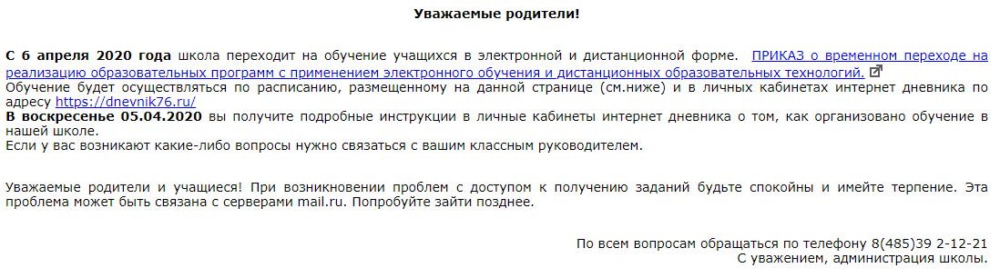 Уважаемые родители!
С 6 апреля 2020 года школа переходит на обучение учащихся в электронной и дистанционной форме. ПРИКАЗ о временном переходе на
реализацию образовательных программ с применением электронного обучения и дистанционных образовательных технологий.
Обучение будет осуществляться по расписанию, размещенному на данной странице (см.ниже) и в личных кабинетах интернет дневника по
адресу https://dnevnik76.ru/
В воскресенье 05.04.2020 вы получите подробные инструкции в личные кабинеты интернет дневника о том, как организовано обучение в
нашей школе.
Если у вас возникают какие-либо вопросы нужно связаться с вашим классным руководителем.
Уважаемые родители и учащиеся! При возникновении проблем с доступом к получению заданий будьте спокойны и имейте терпение. Эта
проблема может быть связана с серверами mail.ru. Попробуйте зайти позднее.
По всем вопросам обращаться по телефону 8(485)39 2-12-21
С уважением, администрация школы.